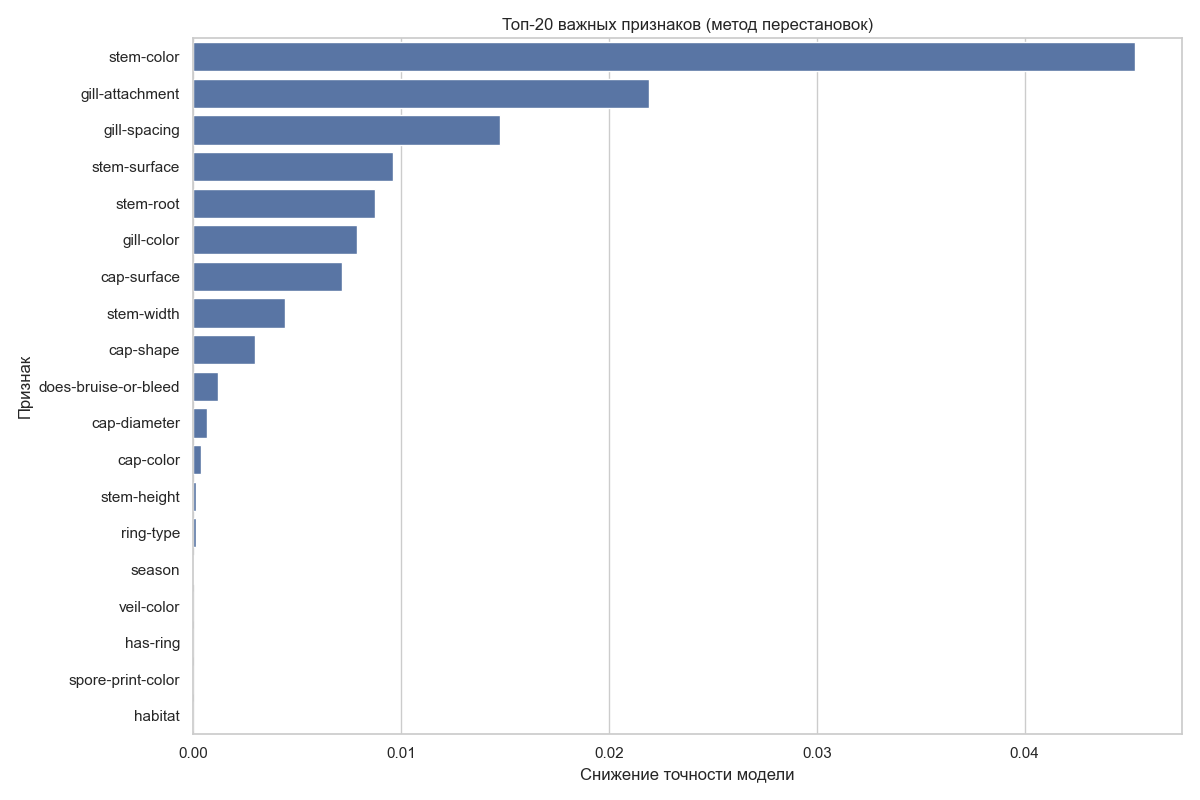 Топ-20 важных признаков (метод перестановок)
Признак
stem-color
gill-attachment
gill-spacing
stem-surface
stem-root
gill-color
cap-surface
stem-width
cap-shape
does-bruise-or-bleed
cap-diameter
cap-color
stem-height
ring-type
season
veil-color
has-ring
spore-print-color
habitat
0.00 0.01 0.02 0.03 0.04
Снижение точности модели